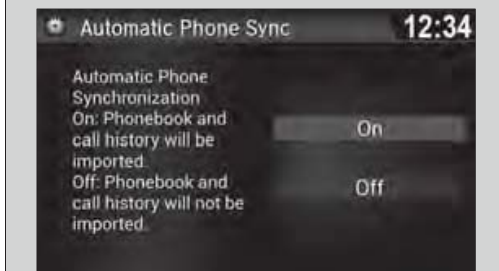 Automatic Phone Sync
12:34
Automatic Phone
Synchronization
On: Phonebook and
call history will be
imported.
Off: Phonebook and
call history will not be
imported.
On
Off